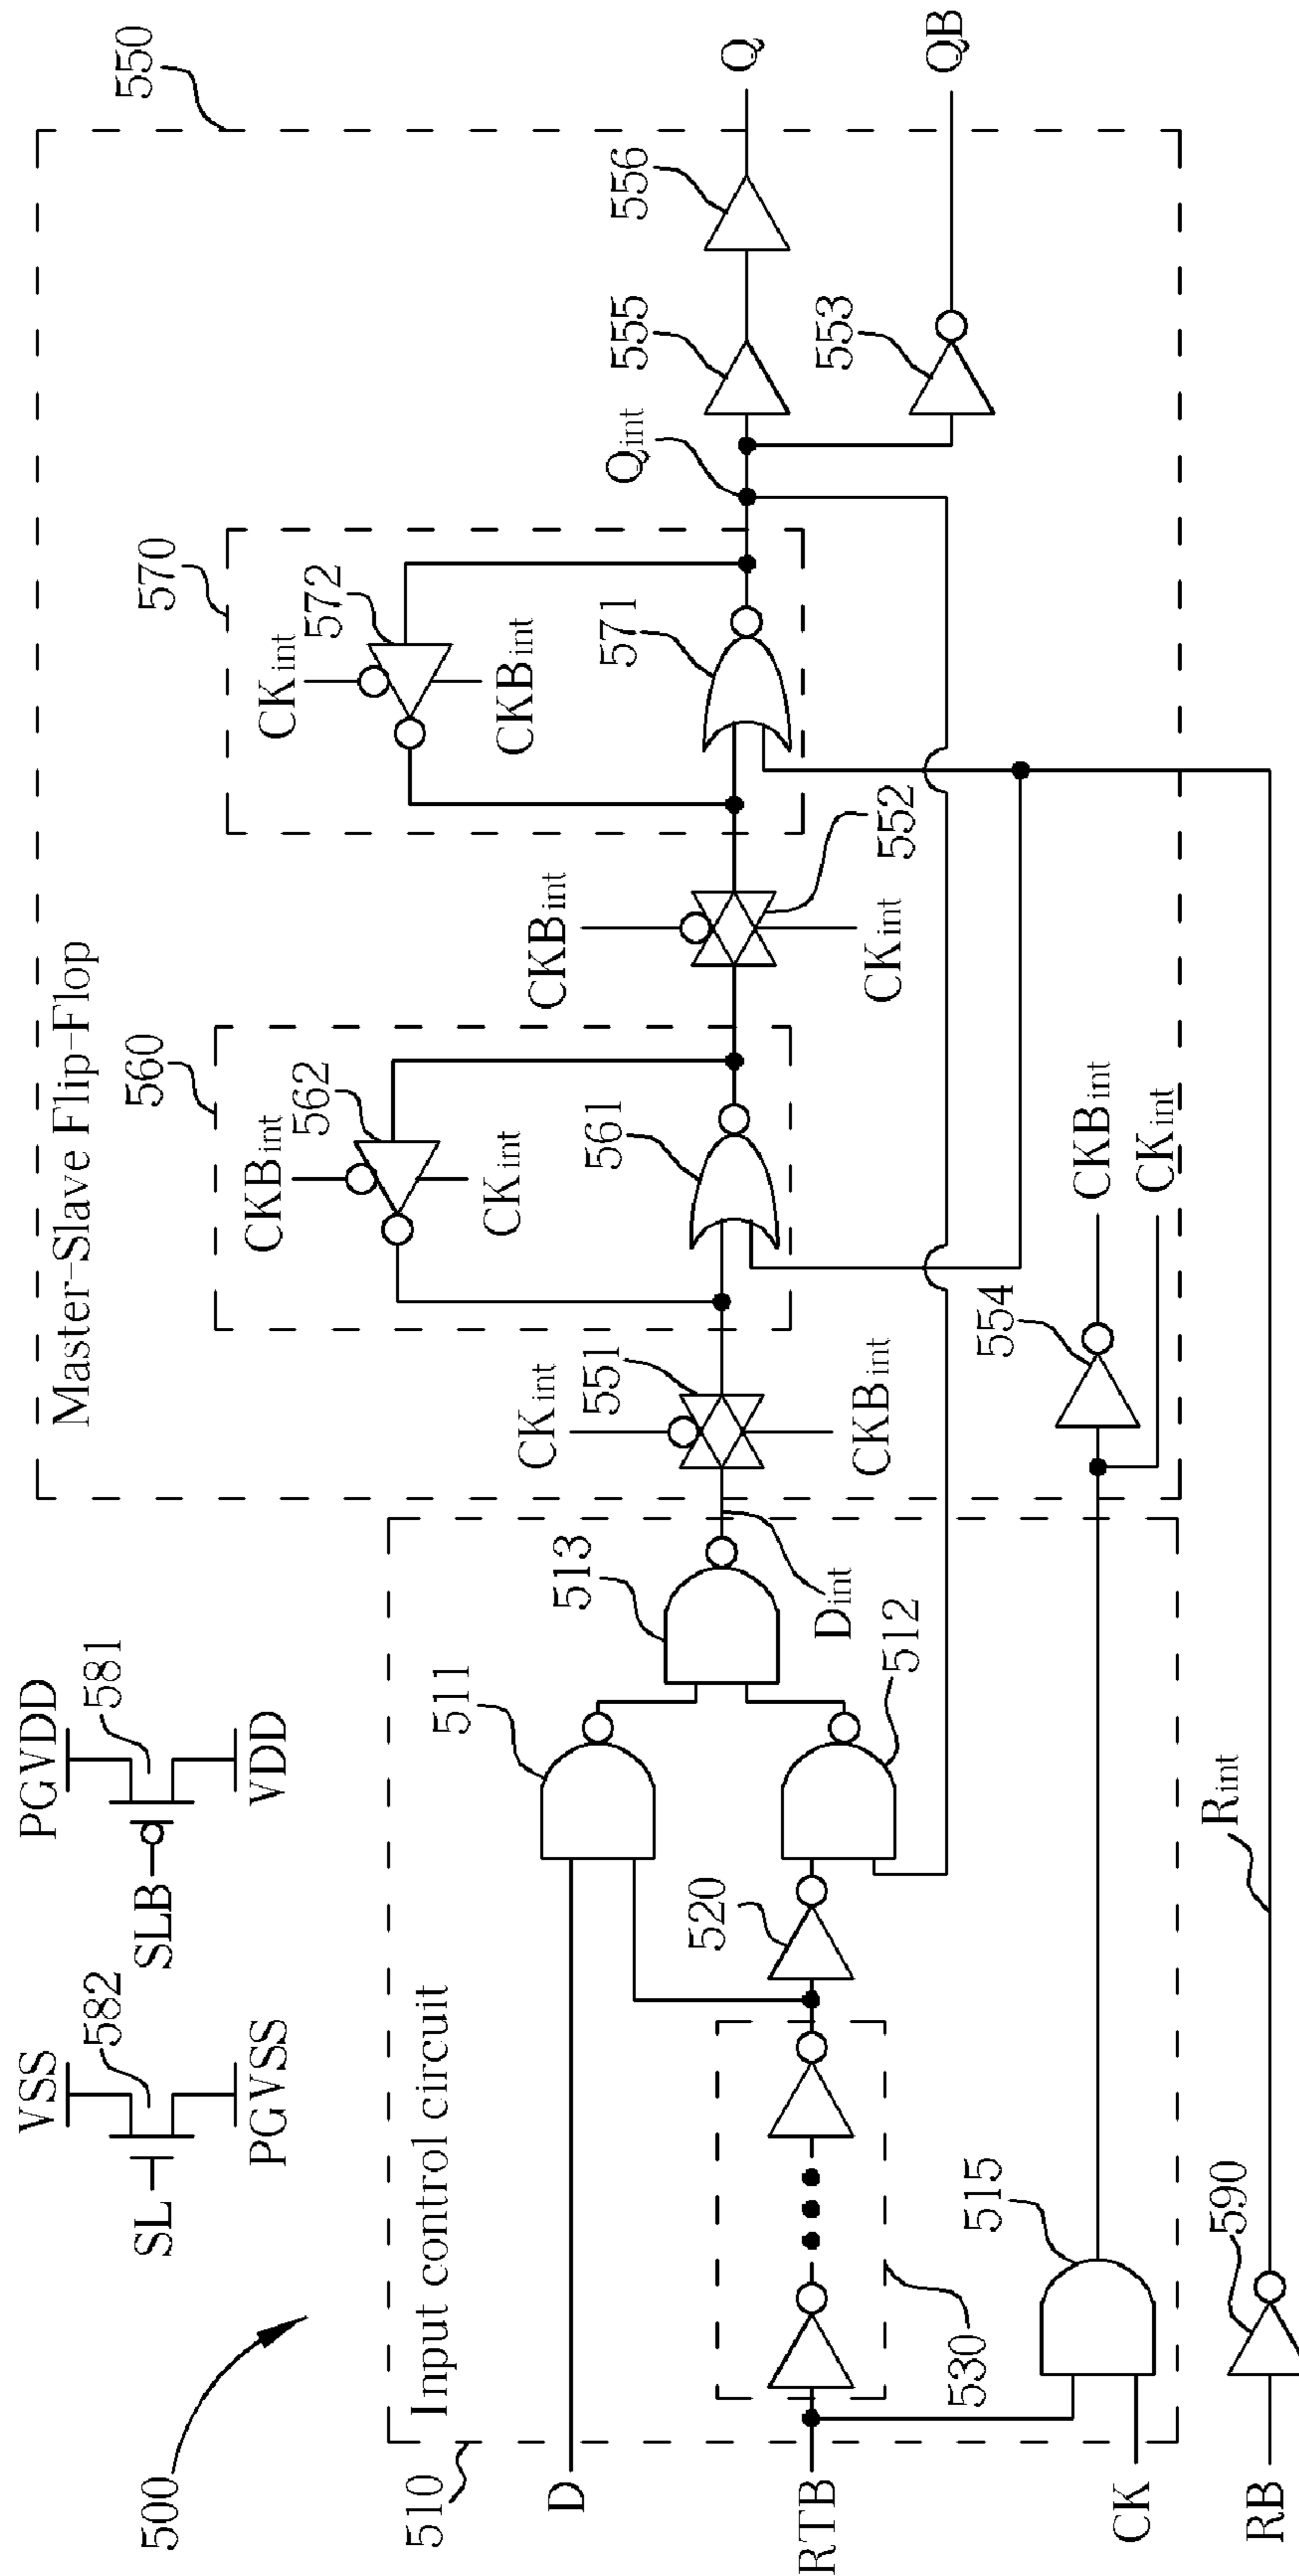 500
SL
VSS
582
PGVSS
SLB
PGVDD
581
VDD
510
Input control circuit
D
511
513
Dint
512
520
530
RTB
515
CK
RB
590
Rint
550
Master-Slave Flip-Flop
CKint
551
CKBint
560
CKBint
562
CKint
561
CKBint
552
CKint
570
CKint
572
CKBint
571
Qint
555
556
Q
553
QB
554
CKBint
CKint